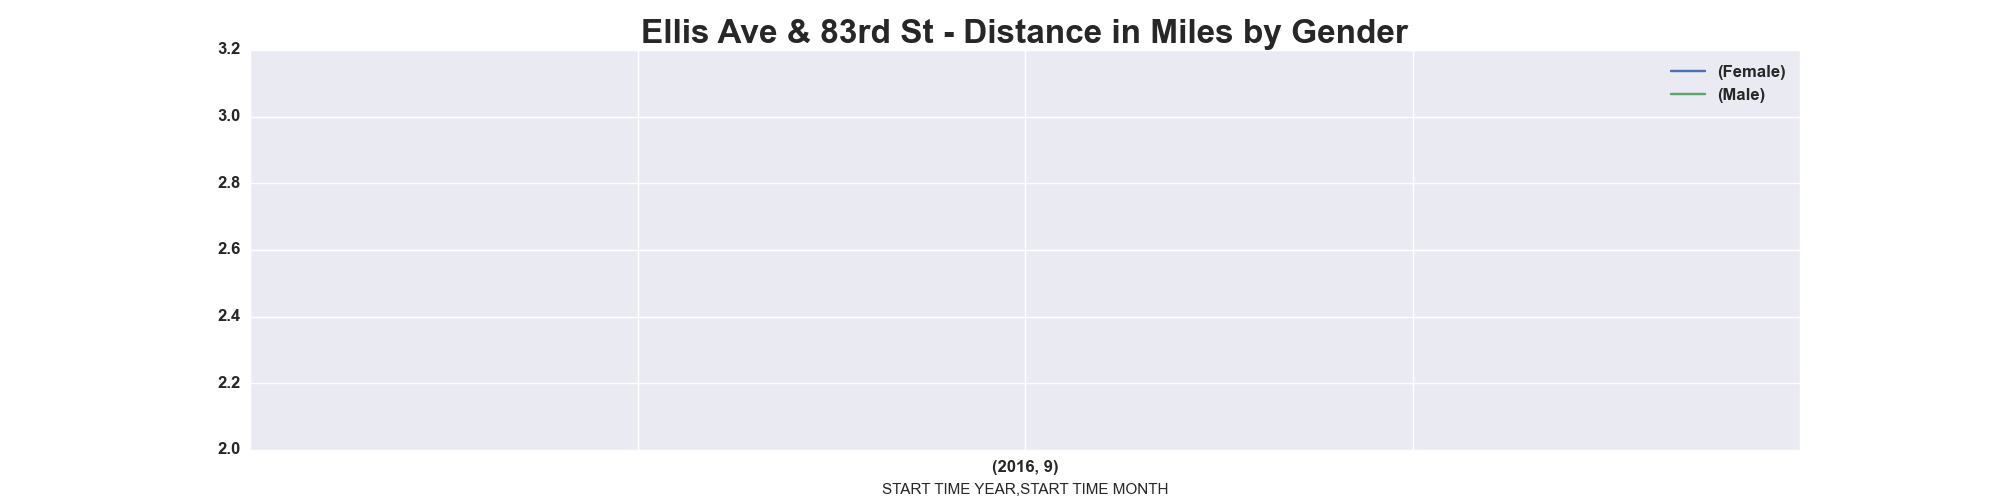 Ellis Ave & 83rd St - Distance in Miles by Gender
3.2
3.0
2.8
2.6
2.4
2.2
2.0
(Female)
(Male)
(2016, 9)
START TIME YEAR,START TIME MONTH